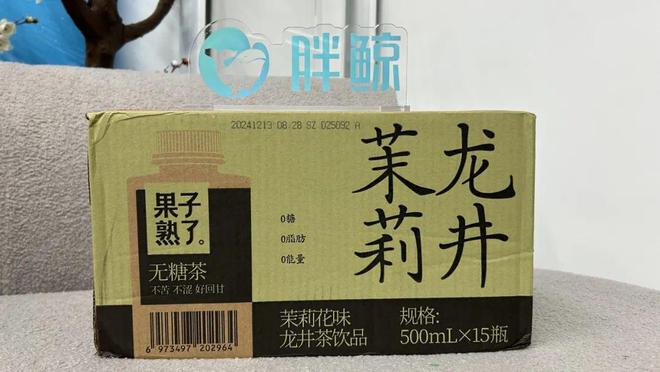 胖鲸
20241213 08:28 SZ 025092 A
龙井
茉莉
果子
熟了。
无糖茶
不苦 不涩 好回甘
0糖
0脂肪
0能量
茉莉花味
龙井茶饮品
规格:
500mL×15瓶
6 973497 202964